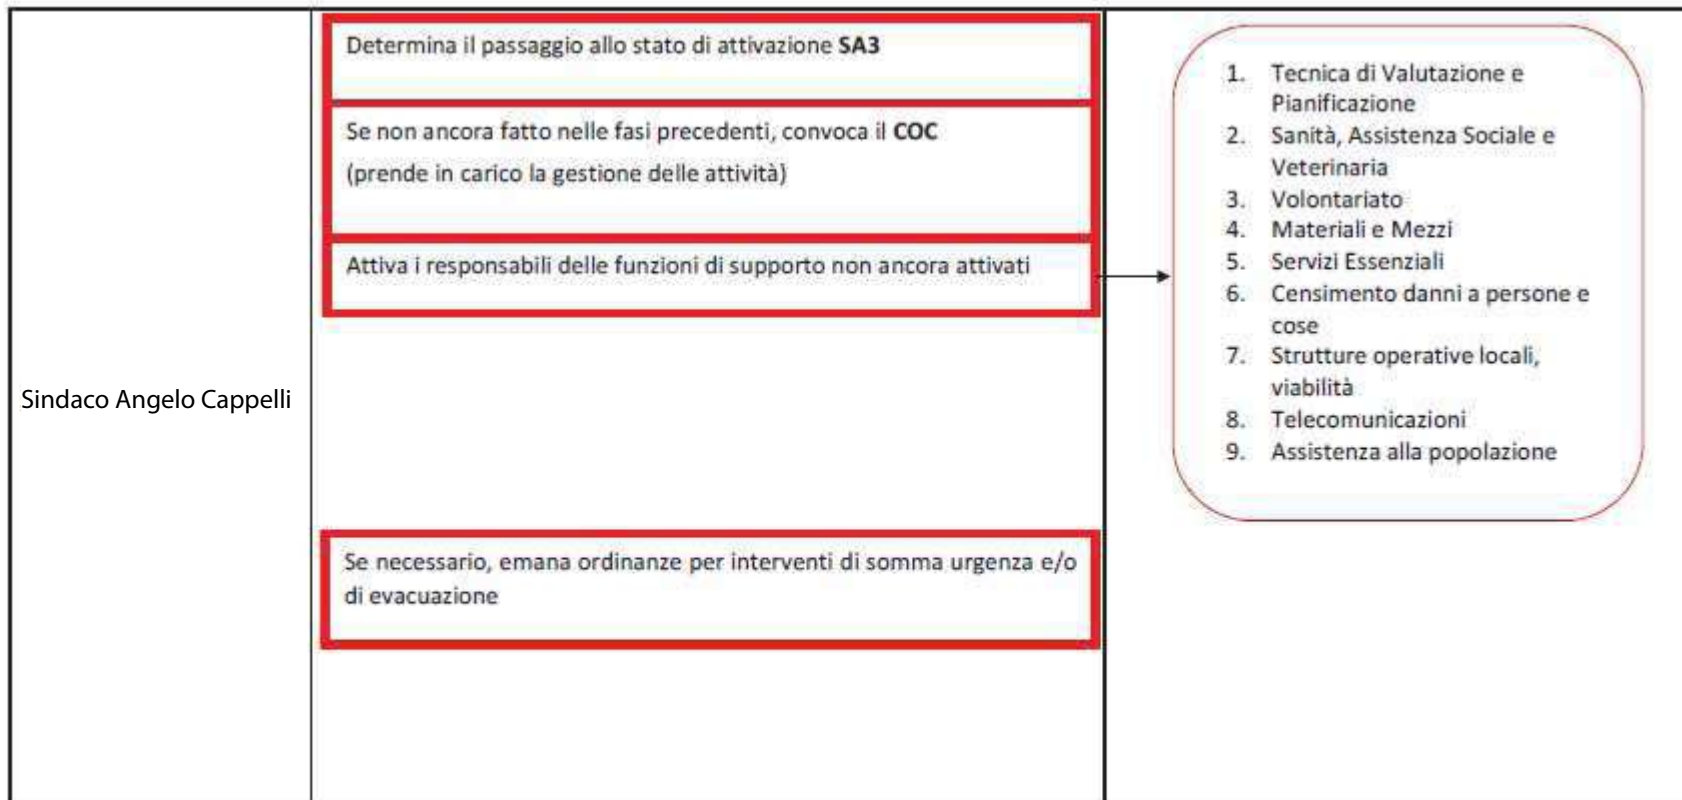 Sindaco Angelo Cappelli
Determina il passaggio allo stato di attivazione SA3
Se non ancora fatto nelle fasi precedenti, convoca il COC
(prende in carico la gestione delle attività)
Attiva i responsabili delle funzioni di supporto non ancora attivati
Se necessario, emana ordinanze per interventi di somma urgenza e/o
di evacuazione
1. Tecnica di Valutazione e
Pianificazione
2. Sanità, Assistenza Sociale e
Veterinaria
3. Volontariato
4. Materiali e Mezzi
5. Servizi Essenziali
6. Censimento danni a persone e
cose
7. Strutture operative locali,
viabilità
8. Telecomunicazioni
9. Assistenza alla popolazione